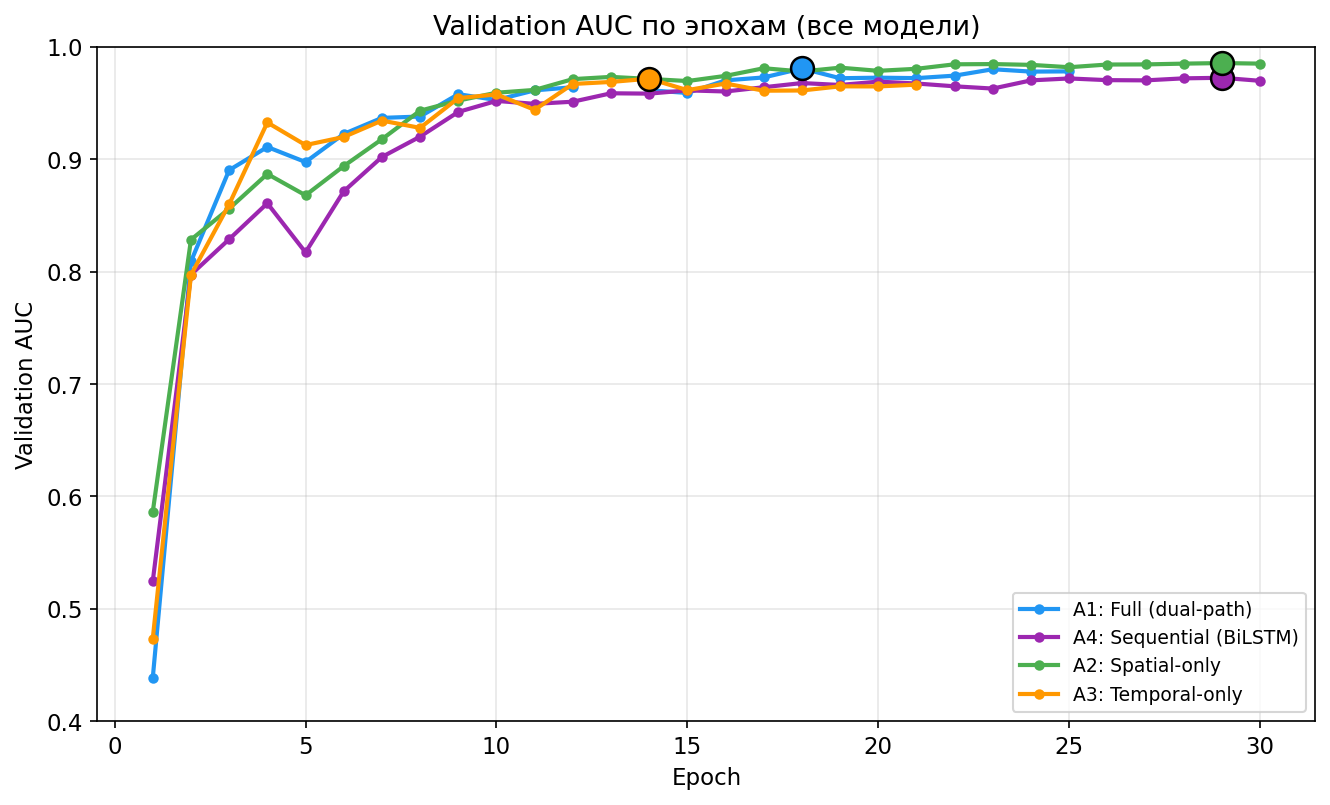 Validation AUC по эпохам (все модели)
Validation AUC
1.0
0.9
0.8
0.7
0.6
0.5
0.4
0 5 10 15 20 25 30
Epoch
A1: Full (dual-path)
A4: Sequential (BiLSTM)
A2: Spatial-only
A3: Temporal-only